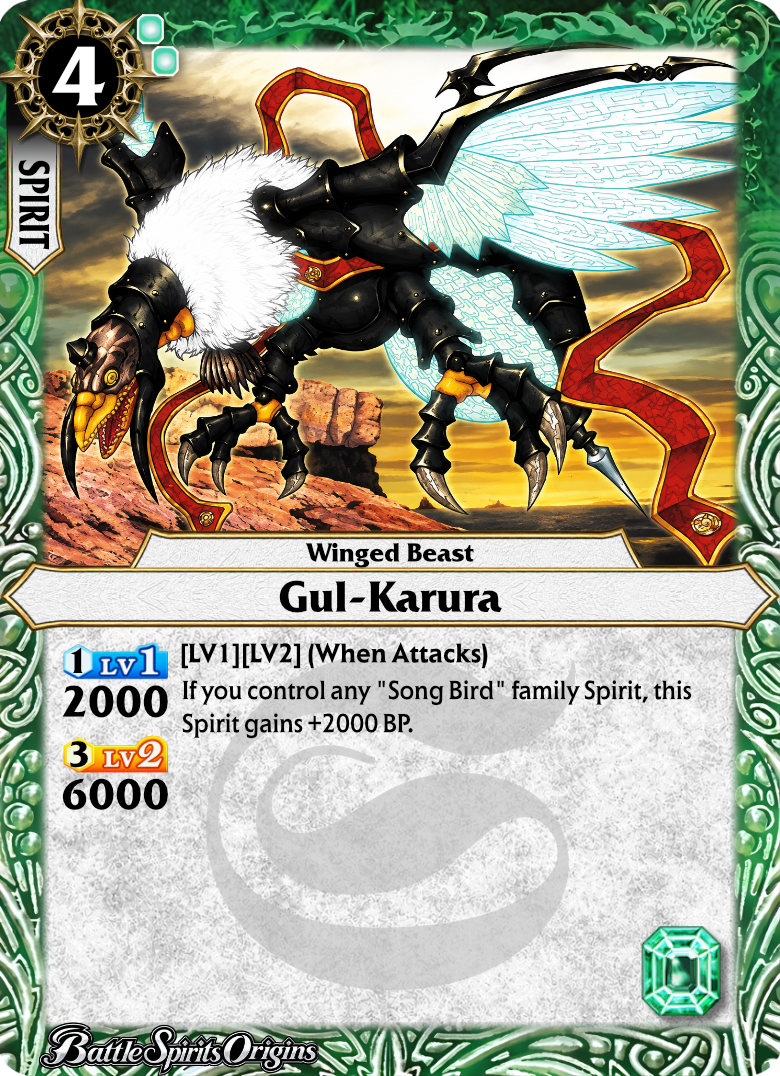 4
SPIRIT
Winged Beast
Gul-Karura
1 LV1
2000
3 LV2
6000
[LV1][LV2] (When Attacks)
If you control any "Song Bird" family Spirit, this
Spirit gains +2000 BP.
Battle Spirits Origins